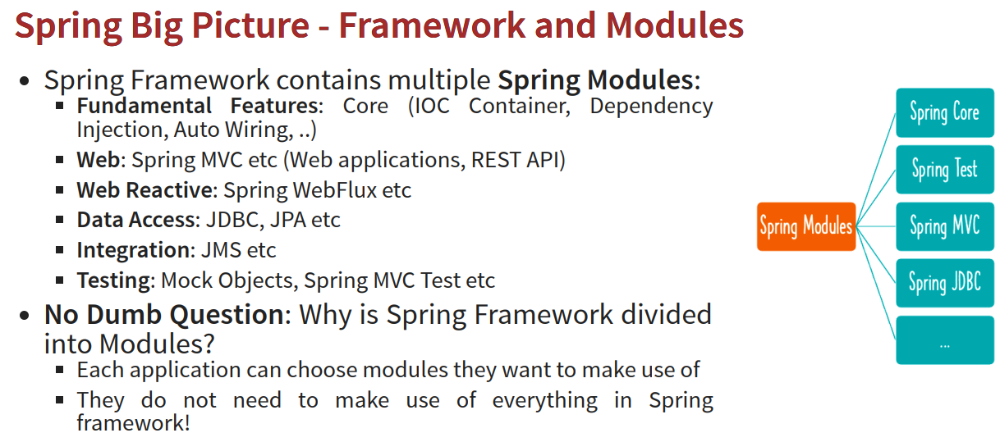 Spring Big Picture - Framework and Modules
• Spring Framework contains multiple Spring Modules:
▪ Fundamental Features: Core (IOC Container, Dependency
Injection, Auto Wiring, ..)
▪ Web: Spring MVC etc (Web applications, REST API)
▪ Web Reactive: Spring WebFlux etc
▪ Data Access: JDBC, JPA etc
▪ Integration: JMS etc
▪ Testing: Mock Objects, Spring MVC Test etc
• No Dumb Question: Why is Spring Framework divided
into Modules?
▪ Each application can choose modules they want to make use of
▪ They do not need to make use of everything in Spring
framework!
Spring Modules
Spring Core
Spring Test
Spring MVC
Spring JDBC
...